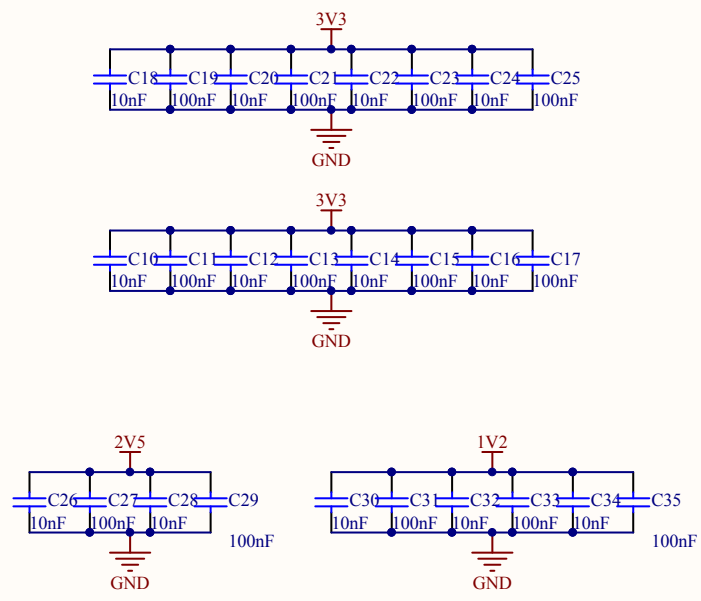 3V3
C18 C19 C20 C21 C22 C23 C24 C25
10nF 100nF 10nF 100nF 10nF 100nF 10nF 100nF
GND
3V3
C10 C11 C12 C13 C14 C15 C16 C17
10nF 100nF 10nF 100nF 10nF 100nF 10nF 100nF
GND
2V5 1V2
C26 C27 C28 C29 C30 C31 C32 C33 C34 C35
10nF 100nF 10nF 10nF 100nF 10nF 100nF 10nF
100nF 100nF
GND GND